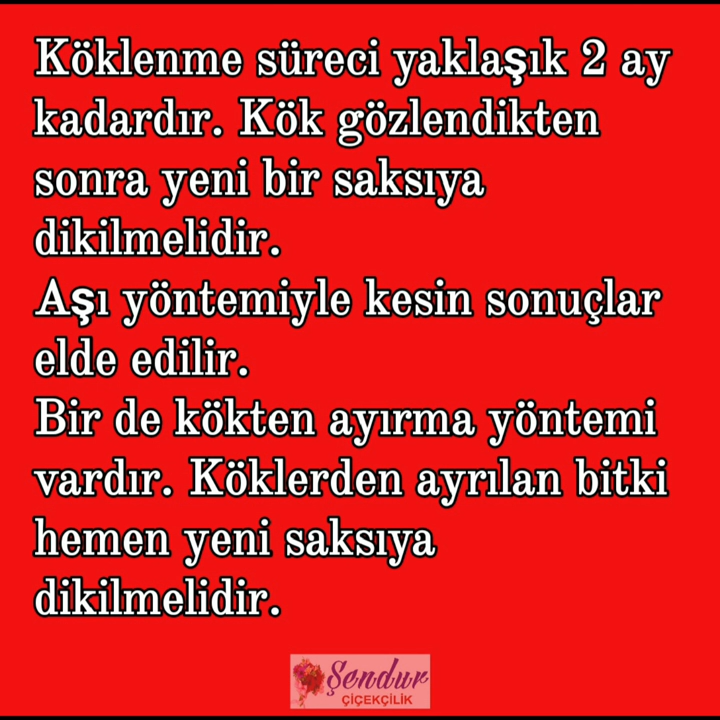 Köklenme süreci yaklaşık 2 ay
kadardır. Kök gözlendikten
sonra yeni bir saksıya
dikilmelidir.
Aşı yöntemiyle kesin sonuçlar
elde edilir.
Bir de kökten ayırma yöntemi
vardır. Köklerden ayrılan bitki
hemen yeni saksıya
dikilmelidir.
Şendur
ÇİÇEKÇİLİK